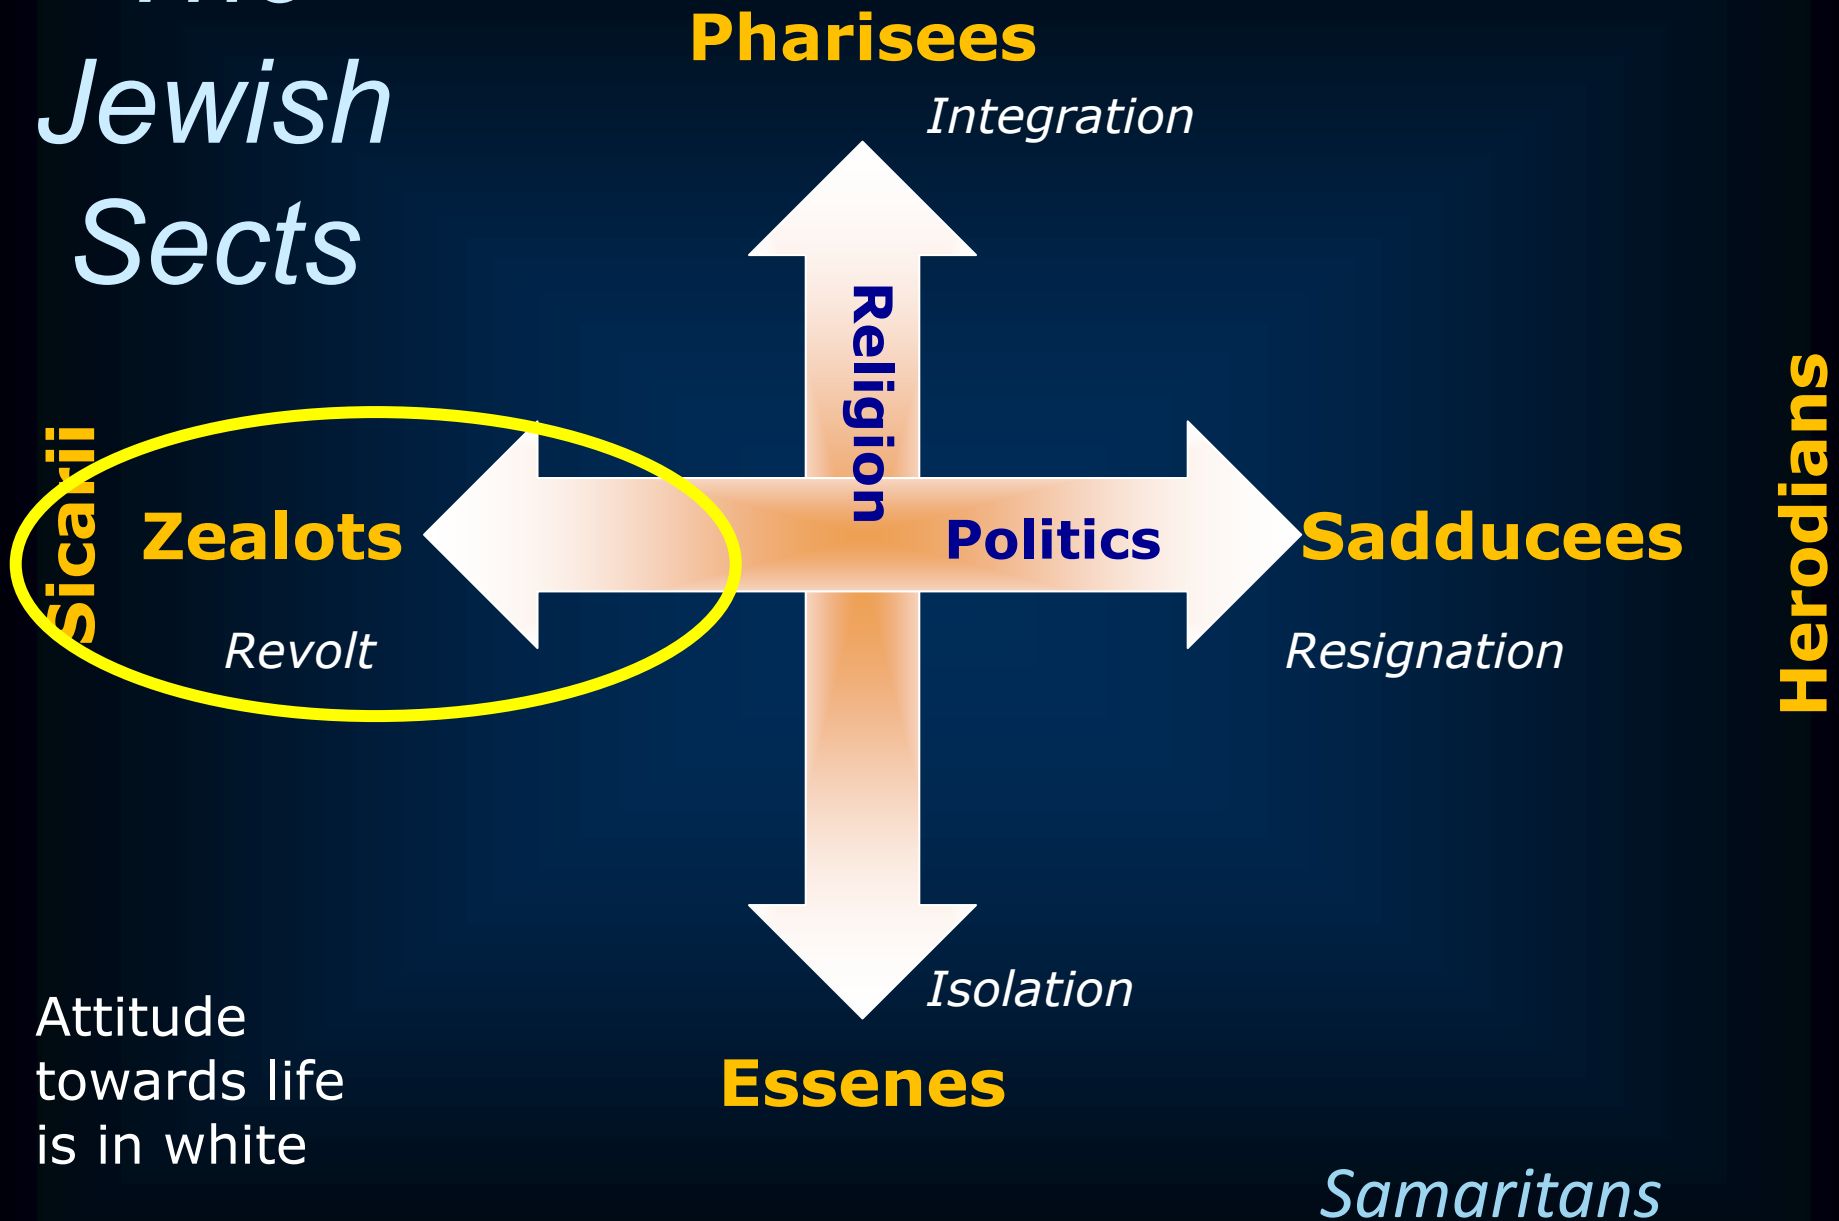 Jewish
Sects
Pharisees
Integration
Religion
Politics
Sicarii
Zealots
Revolt
Sadducees
Resignation
Herodians
Isolation
Essenes
Attitude
towards life
is in white
Samaritans